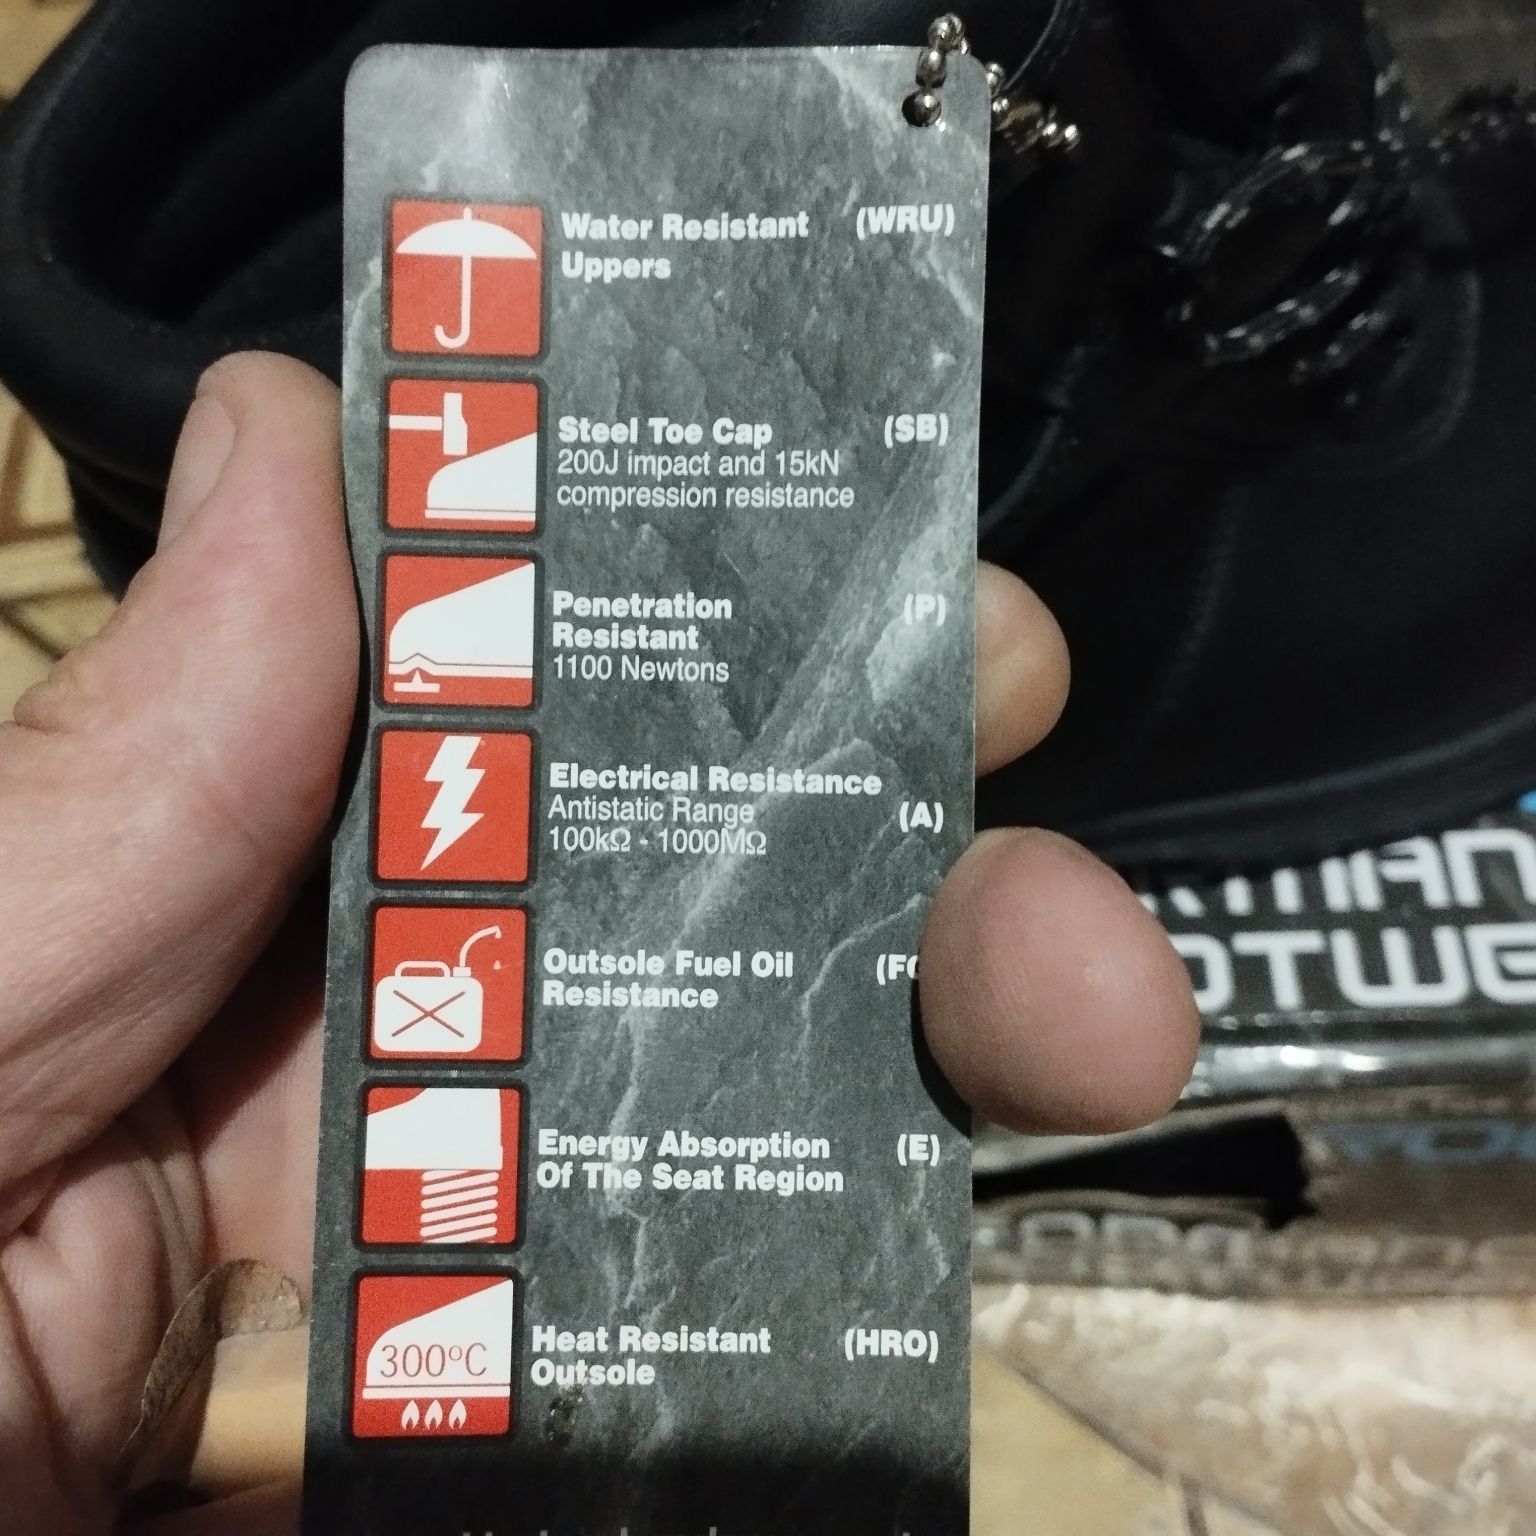 Water Resistant (WRU)
Uppers
Steel Toe Cap (SB)
200J impact and 15kN
compression resistance
Penetration (P)
Resistant
1100 Newtons
Electrical Resistance
Antistatic Range (A)
100kΩ - 1000MΩ
Outsole Fuel Oil
Resistance
Energy Absorption (E)
Of The Seat Region
300°C
Heat Resistant (HRO)
Outsole